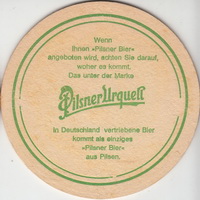 Wenn
Ihnen »Pilsner Bier«
angeboten wird, achten Sie darauf,
woher es kommt.
Das unter der Marke
Pilsner Urquell
in Deutschland vertriebene Bier
kommt als einziges
»Pilsner Bier«
aus Pilsen.